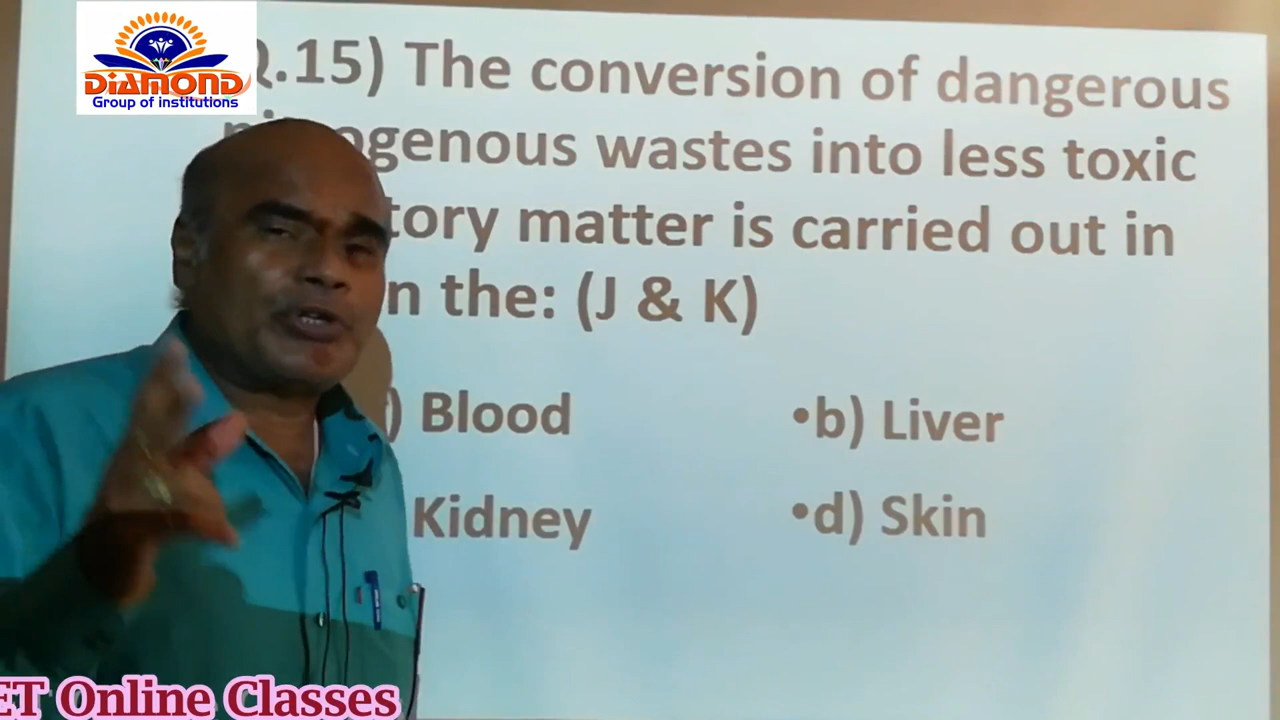 DIAMOND
Group of institutions
.15) The conversion of dangerous
genous wastes into less toxic
tory matter is carried out in
n the: (J & K)
) Blood
•b) Liver
Kidney
•d) Skin
ET Online Classes